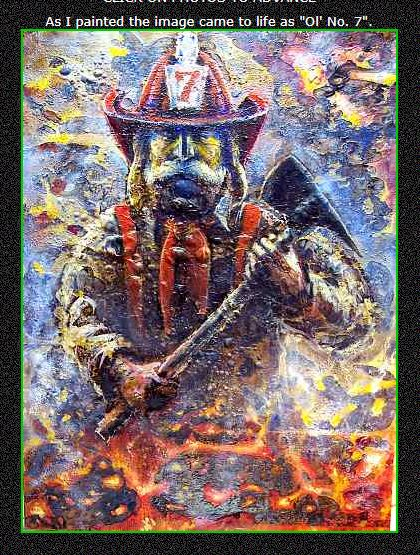 CLICK ON PHOTOS TO ADVANCE
As I painted the image came to life as "Ol' No. 7".
7